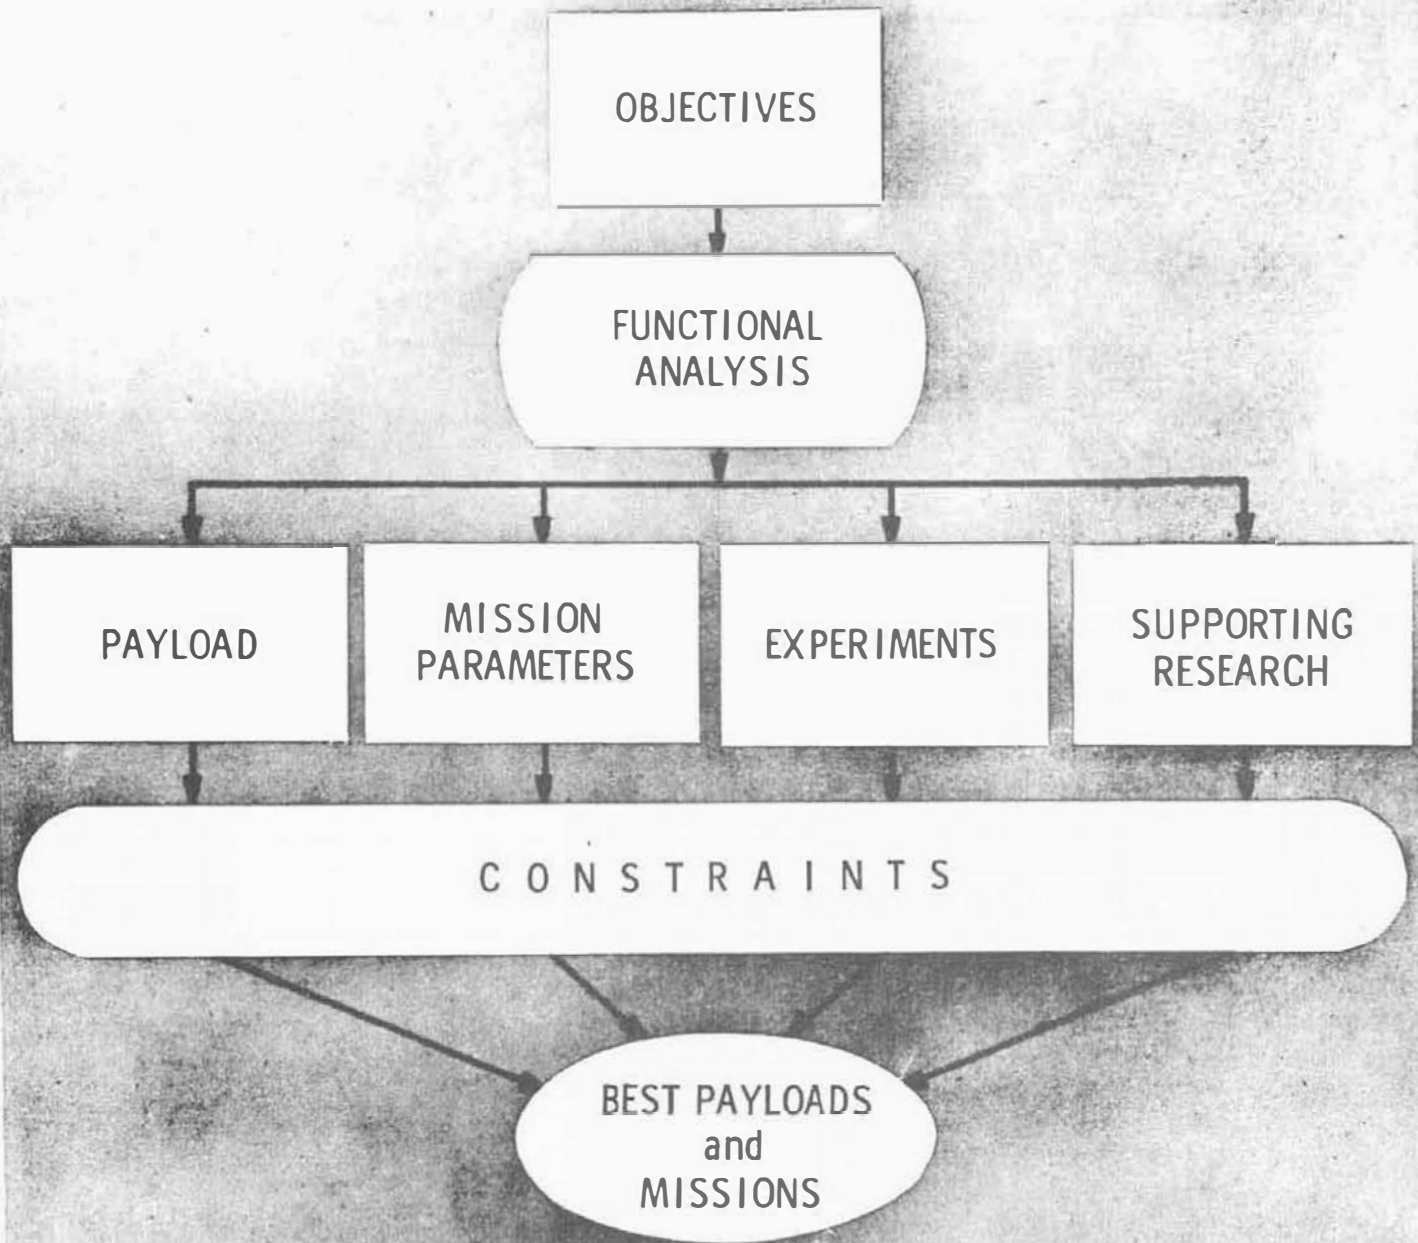 OBJECTIVES
FUNCTIONAL
ANALYSIS
PAYLOAD
MISSION
PARAMETERS
EXPERIMENTS
SUPPORTING
RESEARCH
CONSTRAINTS
BEST PAYLOADS
and
MISSIONS